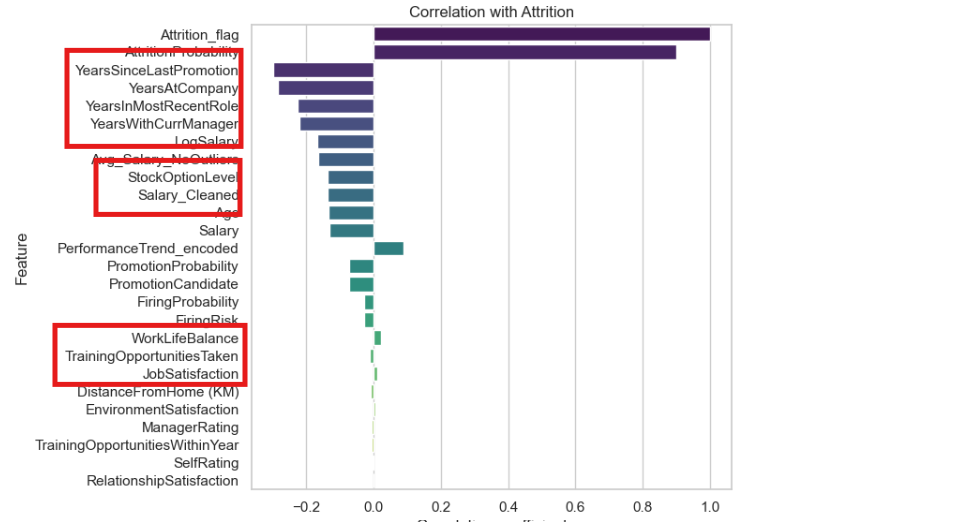 Correlation with Attrition
Attrition_flag
AttritionProbability
YearsSinceLastPromotion
YearsAtCompany
YearsInMostRecentRole
YearsWithCurrManager
LogSalary
Avg_Salary_NoOutliers
StockOptionLevel
Salary_Cleaned
Age
Salary
PerformanceTrend_encoded
PromotionProbability
PromotionCandidate
FiringProbability
FiringRisk
WorkLifeBalance
TrainingOpportunitiesTaken
JobSatisfaction
DistanceFromHome (KM)
EnvironmentSatisfaction
ManagerRating
TrainingOpportunitiesWithinYear
SelfRating
RelationshipSatisfaction
Feature
−0.2 0.0 0.2 0.4 0.6 0.8 1.0